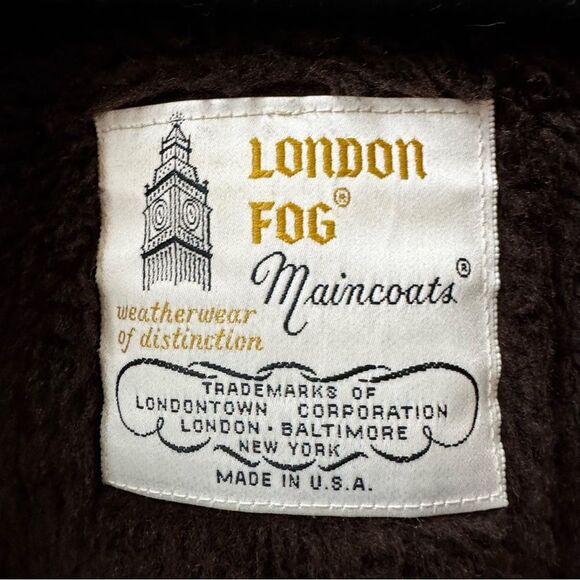 LONDON
FOG®
Maincoats®
weatherwear
of distinction
TRADEMARKS OF
LONDONTOWN CORPORATION
LONDON · BALTIMORE
NEW YORK
MADE IN U.S.A.